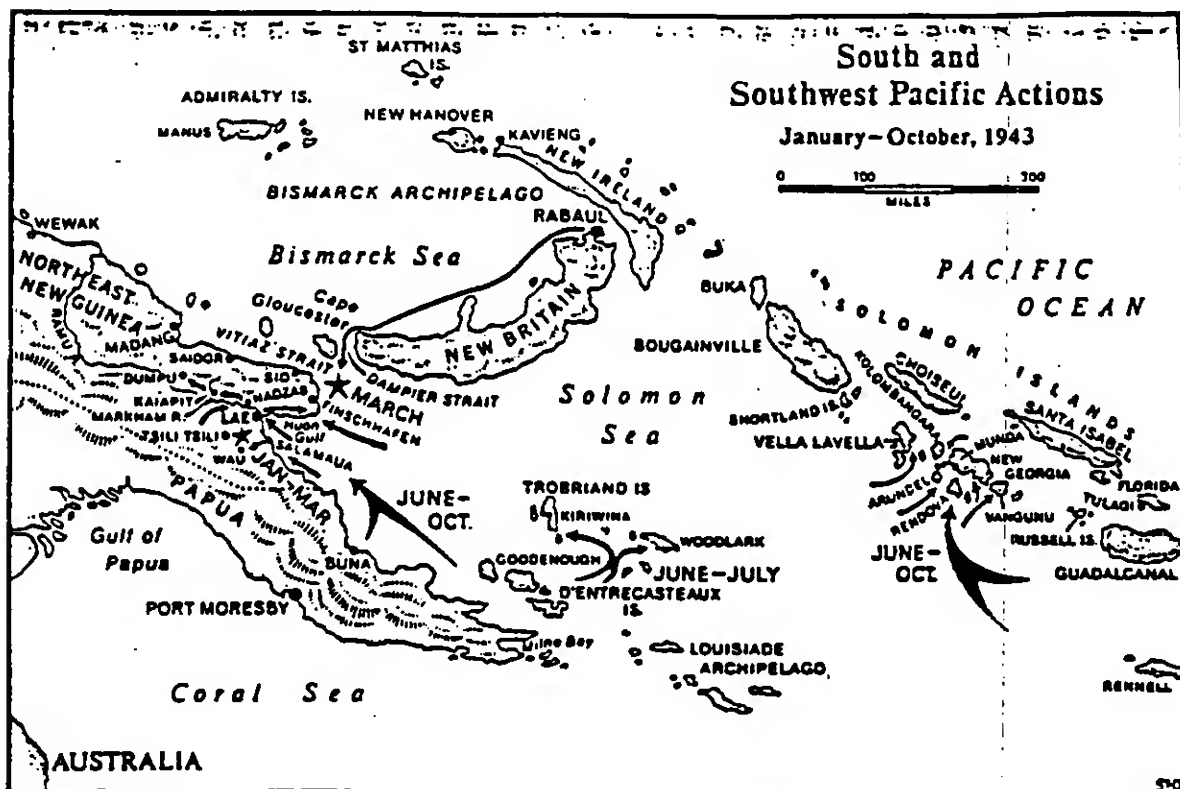 South and
Southwest Pacific Actions
January–October, 1943
0 100 200
MILES
ST MATTHIAS
IS.
ADMIRALTY IS.
MANUS
NEW HANOVER
KAVIENG
NEW IRELAND
BISMARCK ARCHIPELAGO
RABAUL
WEWAK
Bismarck Sea
PACIFIC
OCEAN
NORTHEAST
NEW GUINEA
RAMU
Cape
Gloucester
NEW BRITAIN
BUKA
SOLOMON ISLANDS
MADANG
VITIAZ STRAIT
BOUGAINVILLE
SAIDOR
SIO
DUMPU
KAIAPIT
NADZAB
MARKHAM R.
LAE
MARCH
DAMPIER STRAIT
FINSCHHAFEN
Huon
Gulf
TSILI TSILI
SALAMAUA
WAU
JAN-MAR
Solomon
Sea
KOLOMBANGARA
CHOISEUL
SHORTLAND IS.
SANTA ISABEL
VELLA LAVELLA
MUNDA
NEW
GEORGIA
ARUNDEL
RENDOVA
VANGUNU
FLORIDA
TULAGI
RUSSELL IS.
GUADALCANAL
JUNE-
OCT.
PAPUA
JUNE-
OCT.
TROBRIAND IS
KIRIWINA
Gulf of
Papua
BUNA
GOODENOUGH
WOODLARK
JUNE–JULY
D'ENTRECASTEAUX
IS.
PORT MORESBY
Milne Bay
LOUISIADE
ARCHIPELAGO
RENNELL
Coral Sea
AUSTRALIA